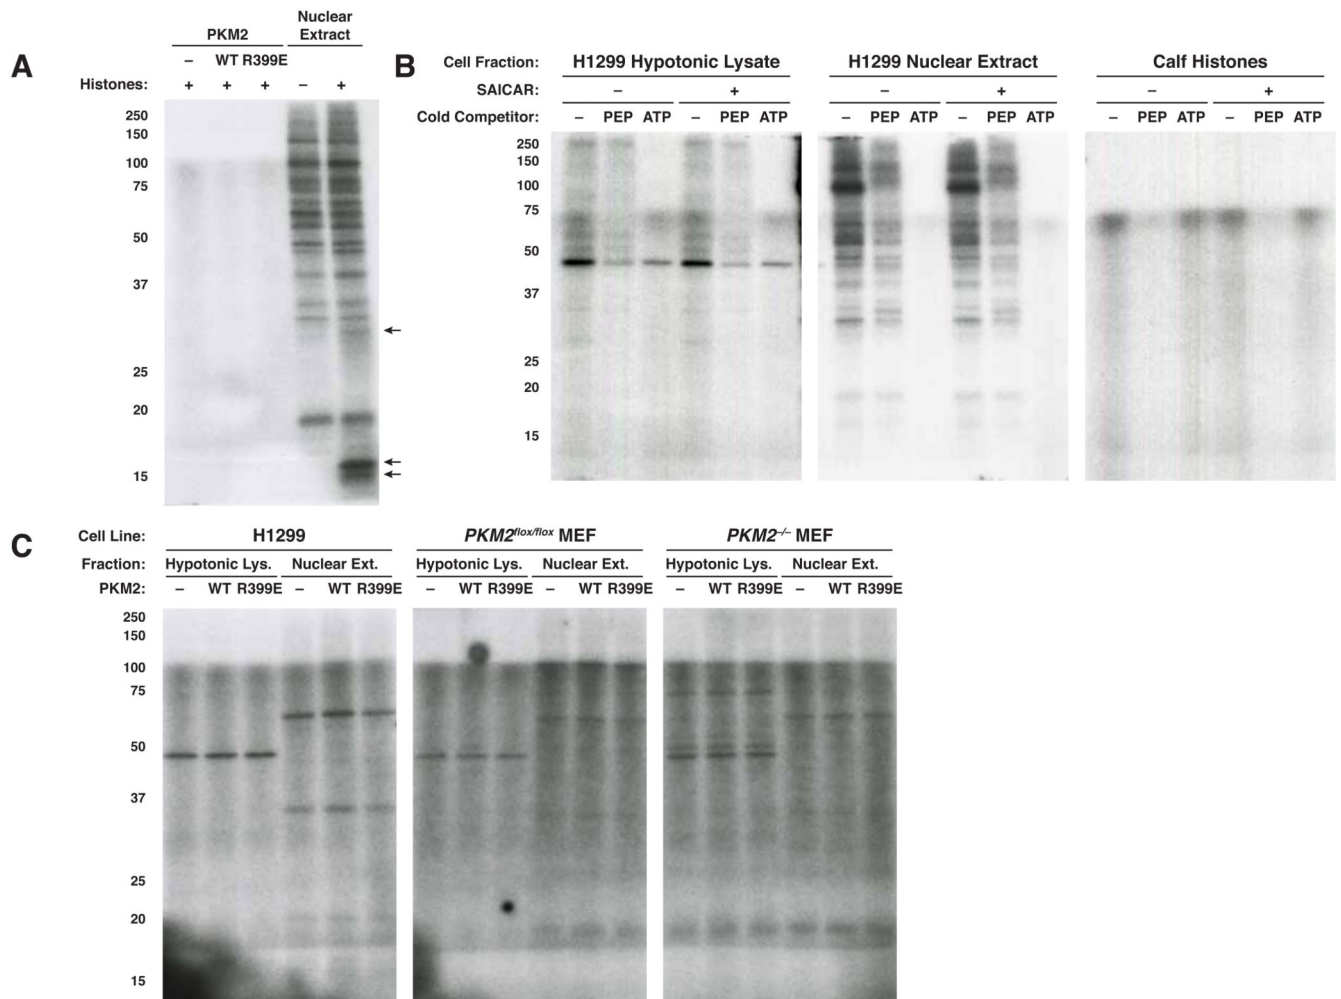 A
Nuclear
PKM2 Extract
– WT R399E
Histones: + + + – +
250
150
100
75
50
37
25
20
15
B
Cell Fraction: H1299 Hypotonic Lysate H1299 Nuclear Extract Calf Histones
SAICAR: – + – + – +
Cold Competitor: – PEP ATP – PEP ATP – PEP ATP – PEP ATP – PEP ATP – PEP ATP
250
150
100
75
50
37
25
20
15
C
Cell Line: H1299 PKM2flox/flox MEF PKM2–/– MEF
Fraction: Hypotonic Lys. Nuclear Ext. Hypotonic Lys. Nuclear Ext. Hypotonic Lys. Nuclear Ext.
PKM2: – WT R399E – WT R399E – WT R399E – WT R399E – WT R399E – WT R399E
250
150
100
75
50
37
25
20
15